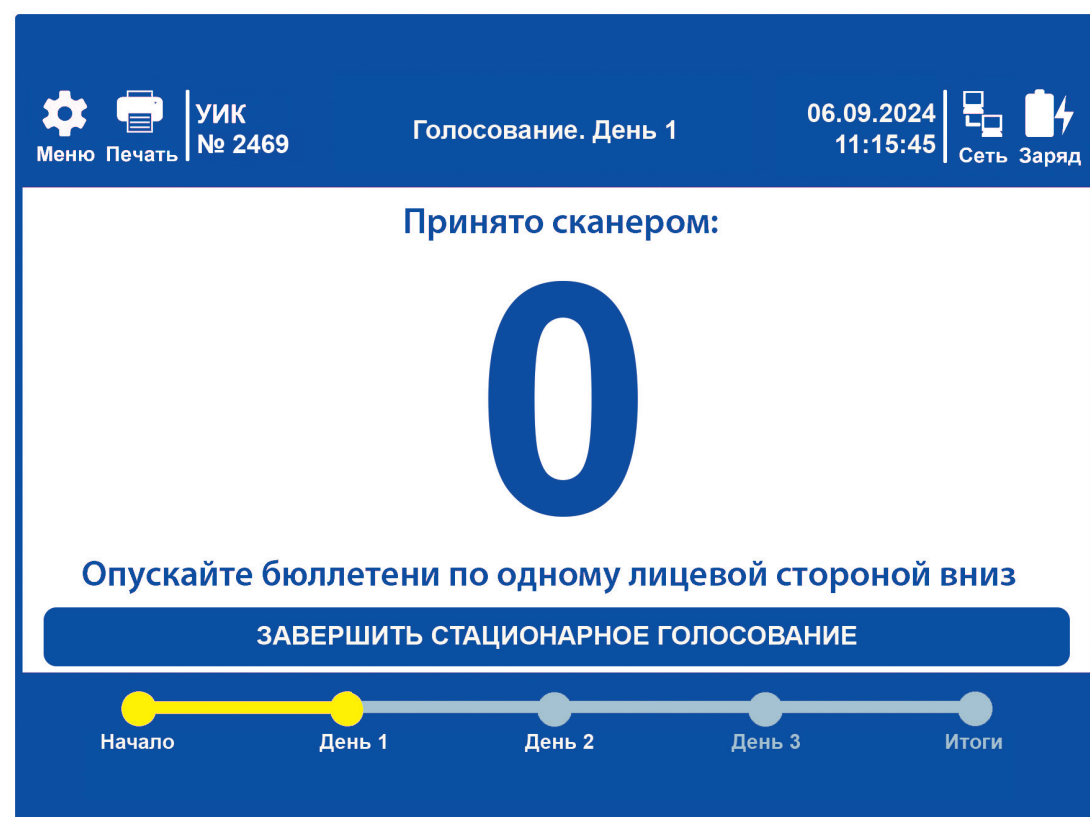 Меню
Печать
УИК
№ 2469
Голосование. День 1
06.09.2024
11:15:45
Сеть
Заряд
Принято сканером:
0
Опускайте бюллетени по одному лицевой стороной вниз
ЗАВЕРШИТЬ СТАЦИОНАРНОЕ ГОЛОСОВАНИЕ
Начало
День 1
День 2
День 3
Итоги